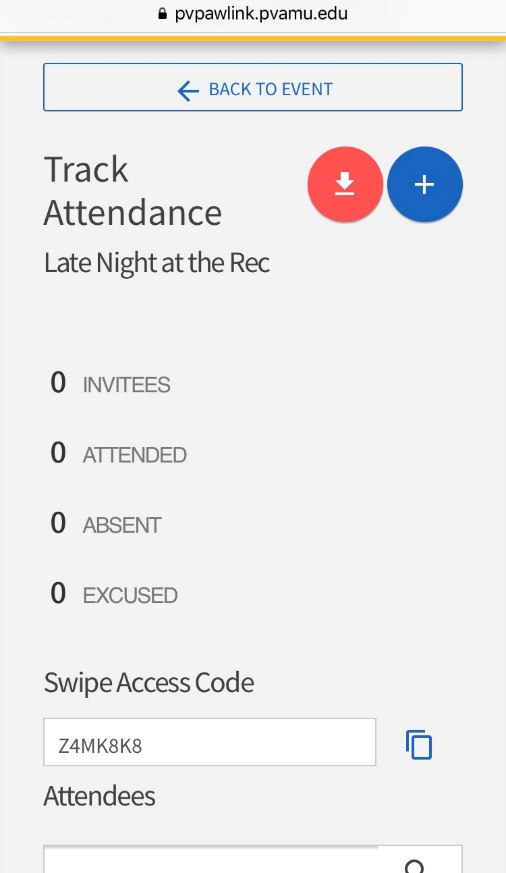 pvpawlink.pvamu.edu
BACK TO EVENT
Track
Attendance
Late Night at the Rec
0 INVITEES
0 ATTENDED
0 ABSENT
0 EXCUSED
Swipe Access Code
Z4MK8K8
Attendees